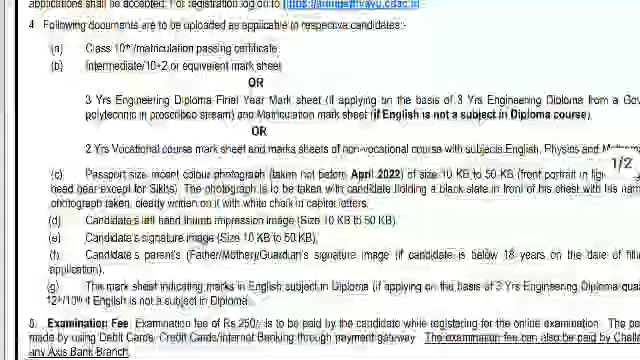 applications shall be accepted. For registration log on to https://agnipathvayu.cdac.in
4 Following documents are to be uploaded as applicable to respective candidates:-
(a) Class 10th/matriculation passing certificate.
(b) Intermediate/10+2 or equivalent mark sheet
OR
3 Yrs Engineering Diploma Final Year Mark sheet (if applying on the basis of 3 Yrs Engineering Diploma from a Gov
polytechnic in prescribed stream) and Matriculation mark sheet (if English is not a subject in Diploma course).
OR
2 Yrs Vocational course mark sheet and marks sheets of non-vocational course with subjects English, Physics and
1/2
(c) Passport size recent colour photograph (taken not before April 2022) of size 10 KB to 50 KB (front portrait in
head gear except for Sikhs). The photograph is to be taken with candidate holding a black slate in front of his chest with his
photograph taken, clearly written on it with white chalk in capital letters.
(d) Candidate's left hand thumb impression image (Size 10 KB to 50 KB).
(e) Candidate's signature image (Size 10 KB to 50 KB).
(f) Candidate's parent's (Father/Mother)/Guardian's signature image (if candidate is below 18 years on the date of
application).
(g) The mark sheet indicating marks in English subject in Diploma (if applying on the basis of 3 Yrs Engineering Diploma
12th/10th if English is not a subject in Diploma
5. Examination Fee. Examination fee of Rs.250/- is to be paid by the candidate while registering for the online examination. The
made by using Debit Cards/ Credit Cards/Internet Banking through payment gateway. The examination fee can also be paid by
any Axis Bank Branch.